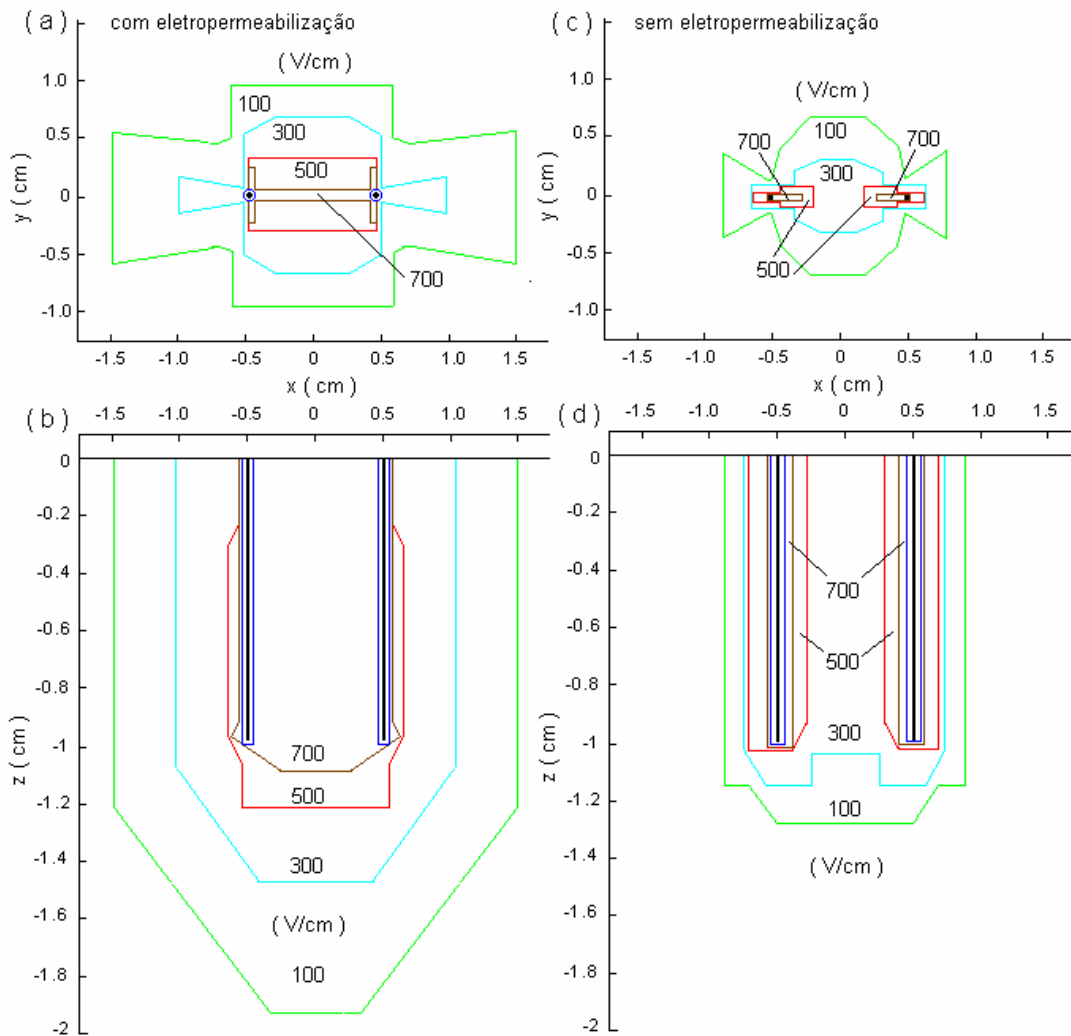 ( a ) com eletropermeabilização
( V/cm )
1.0
0.5
0
-0.5
-1.0
y ( cm )
100
300
500
700
-1.5 -1.0 -0.5 0 0.5 1.0 1.5
x ( cm )
( c ) sem eletropermeabilização
( V/cm )
1.0
0.5
0
-0.5
-1.0
y ( cm )
100
700
700
300
500
-1.5 -1.0 -0.5 0 0.5 1.0 1.5
x ( cm )
( b )
-1.5 -1.0 -0.5 0 0.5 1.0 1.5
0
-0.2
-0.4
-0.6
-0.8
-1
-1.2
-1.4
-1.6
-1.8
-2
z ( cm )
700
500
300
( V/cm )
100
( d )
-1.5 -1.0 -0.5 0 0.5 1.0 1.5
0
-0.2
-0.4
-0.6
-0.8
-1
-1.2
-1.4
-1.6
-1.8
-2
z ( cm )
700
500
300
100
( V/cm )